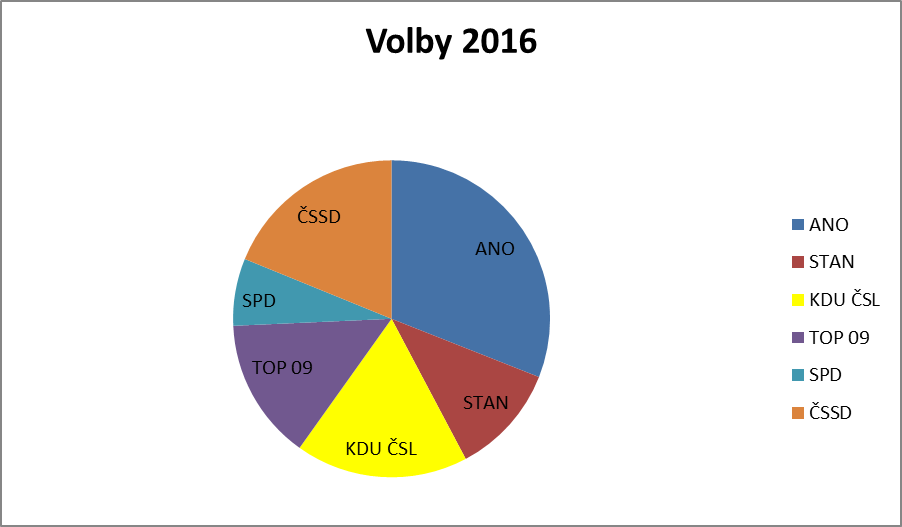 Volby 2016
ČSSD
ANO
SPD
TOP 09
STAN
KDU ČSL
ANO
STAN
KDU ČSL
TOP 09
SPD
ČSSD